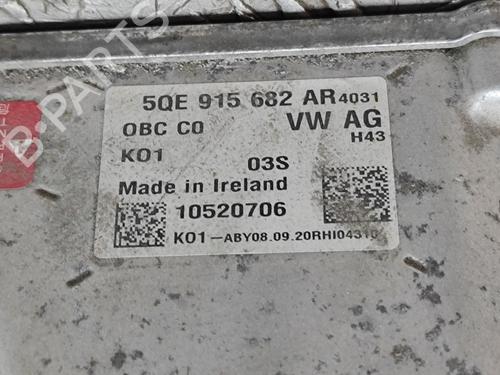 5QE 915 682 AR 4031
OBC C0 VW AG
H43
K01 03S
Made in Ireland
10520706
K01-ABY08.09.20RHI04310
B-PARTS